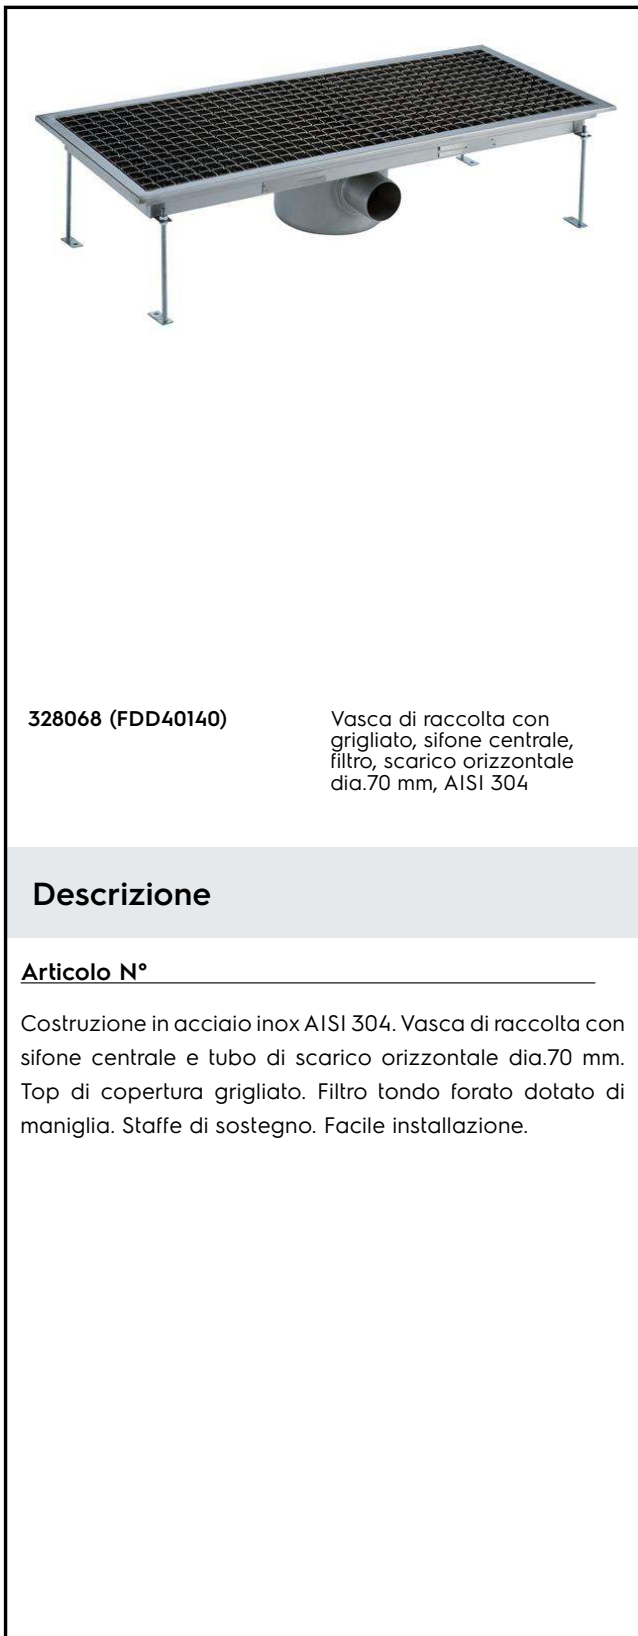 328068 (FDD40140)
Vasca di raccolta con
grigliato, sifone centrale,
filtro, scarico orizzontale
dia.70 mm, AISI 304
Descrizione
Articolo N°
Costruzione in acciaio inox AISI 304. Vasca di raccolta con
sifone centrale e tubo di scarico orizzontale dia.70 mm.
Top di copertura grigliato. Filtro tondo forato dotato di
maniglia. Staffe di sostegno. Facile installazione.